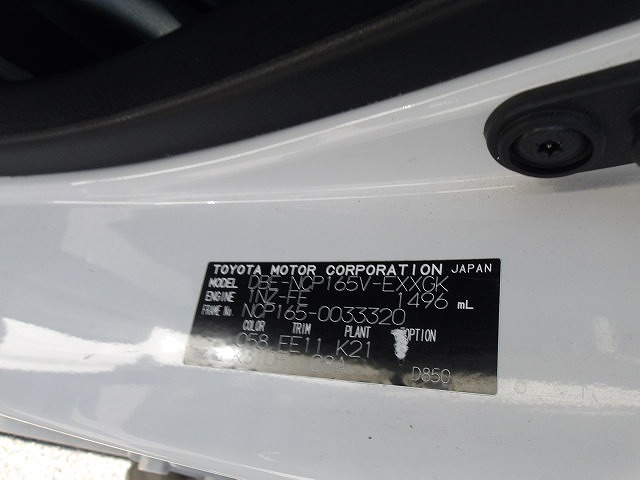 TOYOTA MOTOR CORPORATION JAPAN
MODEL DBE-NCP165V-EXXGK
ENGINE 1NZ-FE 1496 mL
FRAME No. NCP165-0033320
COLOR TRIM PLANT OPTION
058 EE11 K21
D850